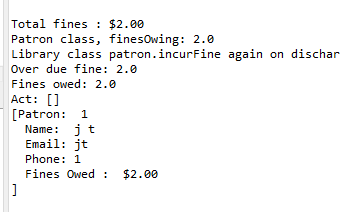 Total fines : $2.00
Patron class, finesOwing: 2.0
Library class patron.incurFine again on dischar
Over due fine: 2.0
Fines owed: 2.0
Act: []
[Patron:  1
  Name:  j t
  Email: jt
  Phone: 1
  Fines Owed :  $2.00
]